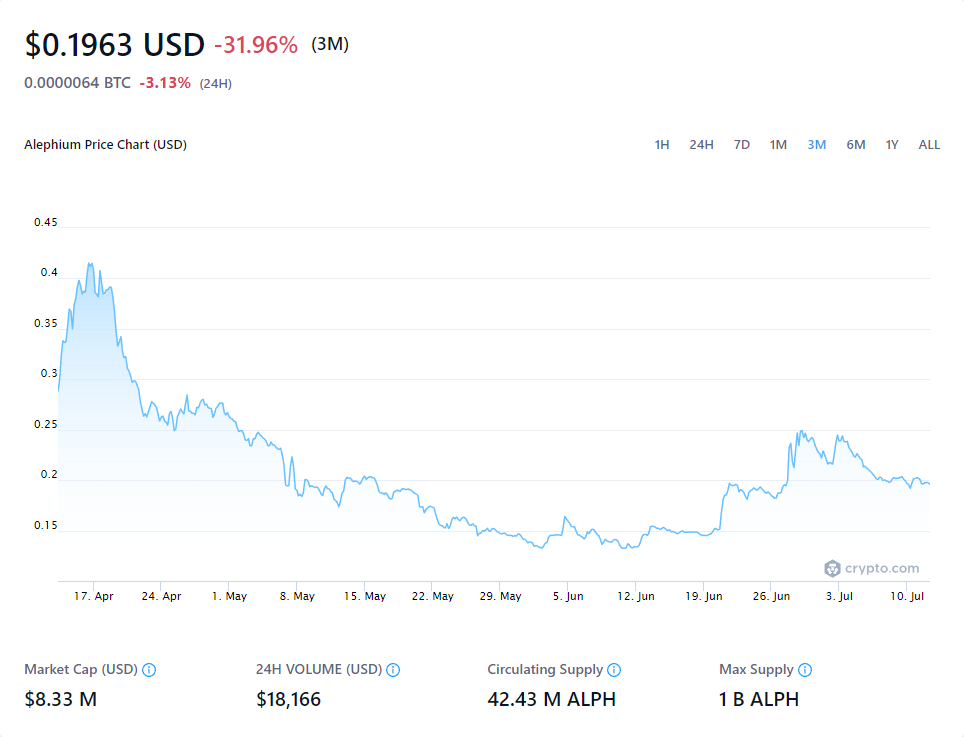 $0.1963 USD -31.96% (3M)
0.0000064 BTC -3.13% (24H)
Alephium Price Chart (USD)
1H 24H 7D 1M 3M 6M 1Y ALL
0.45
0.4
0.35
0.3
0.25
0.2
0.15
crypto.com
17. Apr 24. Apr 1. May 8. May 15. May 22. May 29. May 5. Jun 12. Jun 19. Jun 26. Jun 3. Jul 10. Jul
Market Cap (USD) 24H VOLUME (USD) Circulating Supply Max Supply
$8.33 M $18,166 42.43 M ALPH 1 B ALPH